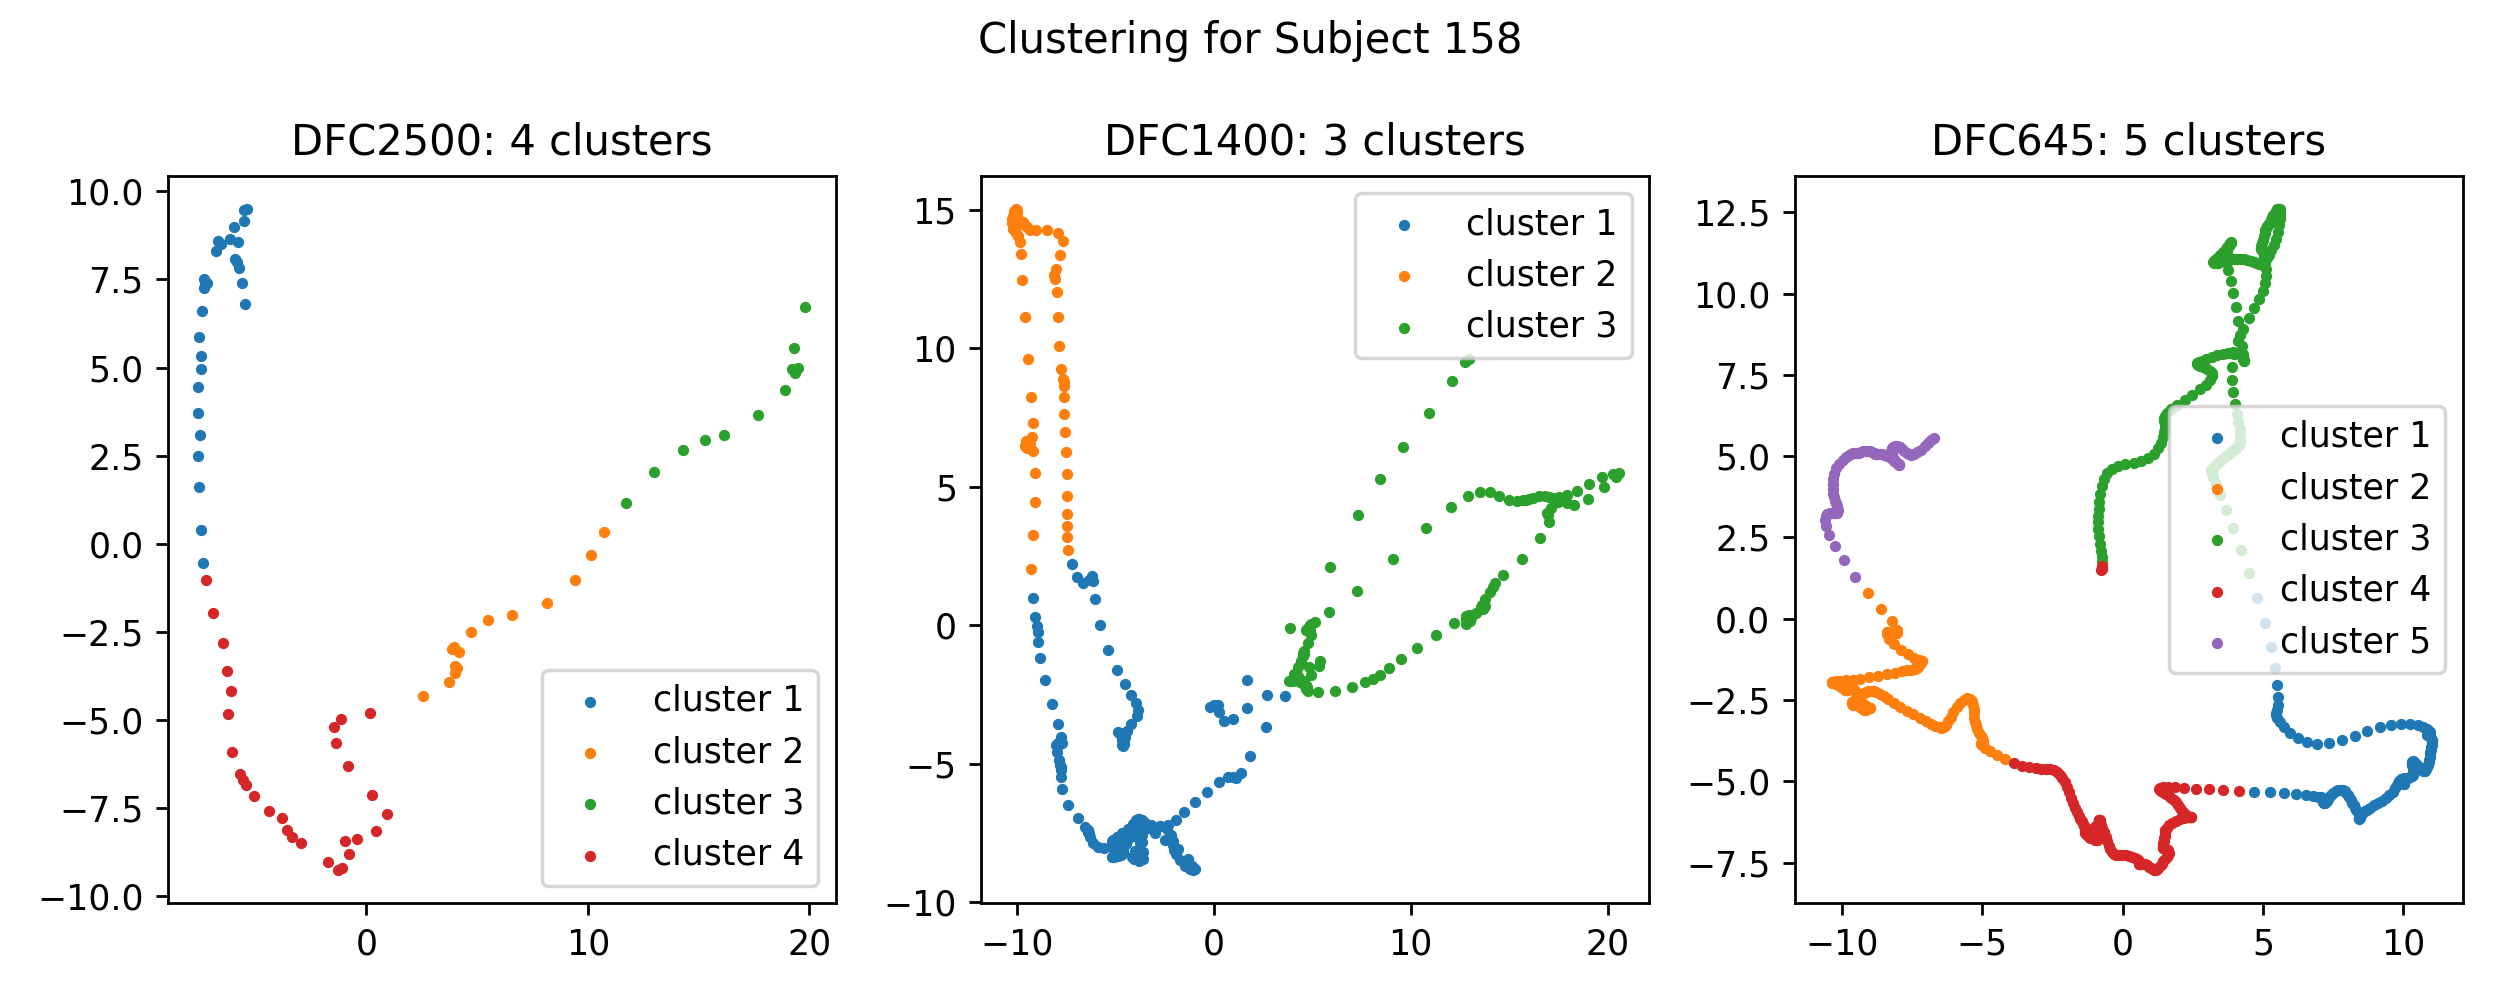 Clustering for Subject 158
DFC2500: 4 clusters
10.0
7.5
5.0
2.5
0.0
−2.5
−5.0
−7.5
−10.0
0
10
20
cluster 1
cluster 2
cluster 3
cluster 4
DFC1400: 3 clusters
15
10
5
0
−5
−10
−10
0
10
20
cluster 1
cluster 2
cluster 3
DFC645: 5 clusters
12.5
10.0
7.5
5.0
2.5
0.0
−2.5
−5.0
−7.5
−10
−5
0
5
10
cluster 1
cluster 2
cluster 3
cluster 4
cluster 5